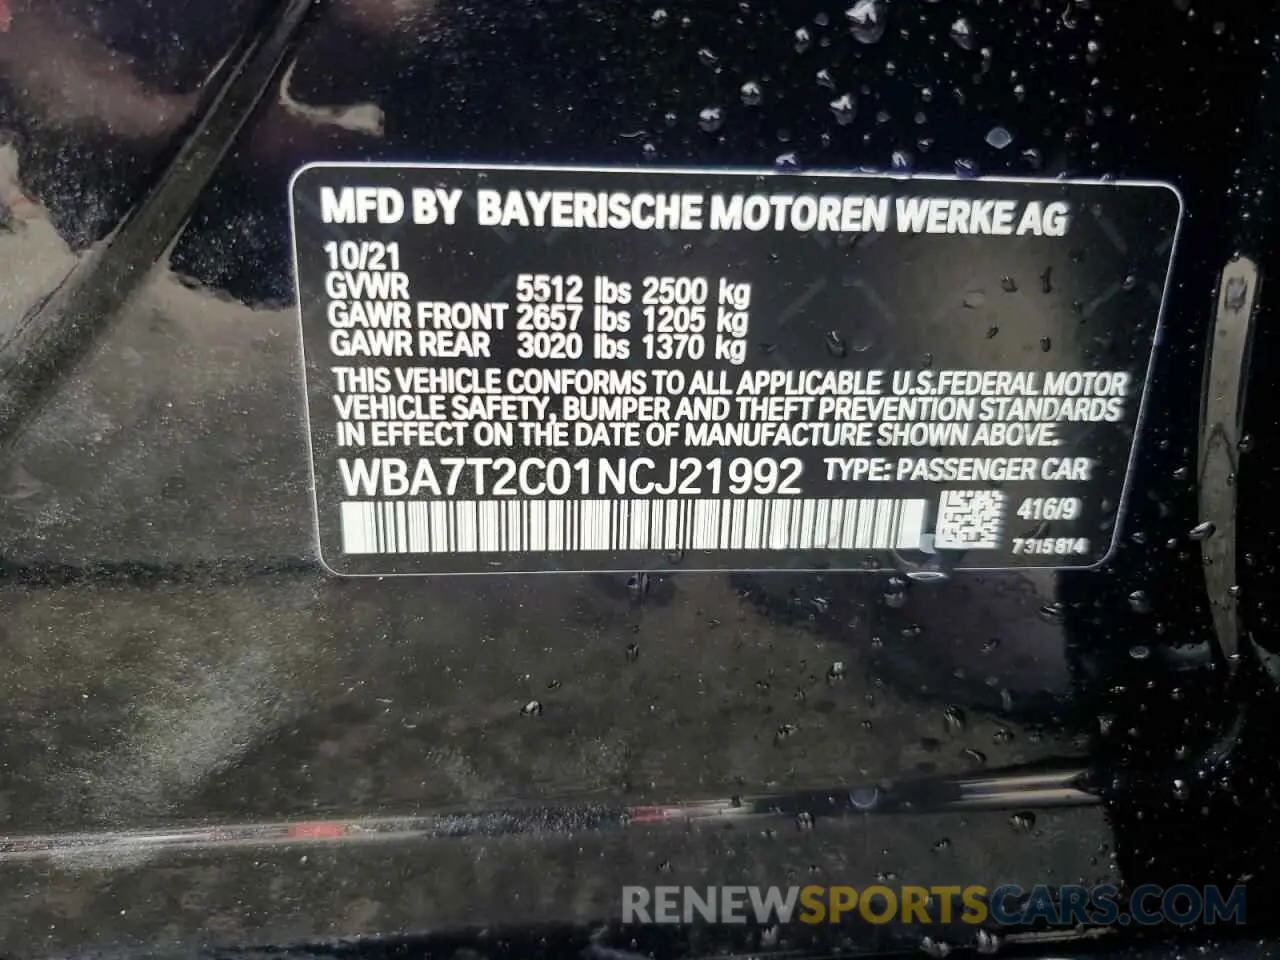 MFD BY BAYERISCHE MOTOREN WERKE AG
10/21
GVWR 5512 lbs 2500 kg
GAWR FRONT 2657 lbs 1205 kg
GAWR REAR 3020 lbs 1370 kg
THIS VEHICLE CONFORMS TO ALL APPLICABLE U.S.FEDERAL MOTOR
VEHICLE SAFETY, BUMPER AND THEFT PREVENTION STANDARDS
IN EFFECT ON THE DATE OF MANUFACTURE SHOWN ABOVE.
WBA7T2C01NCJ21992 TYPE: PASSENGER CAR
416/9
7315814
RENEWSPORTSCARS.COM